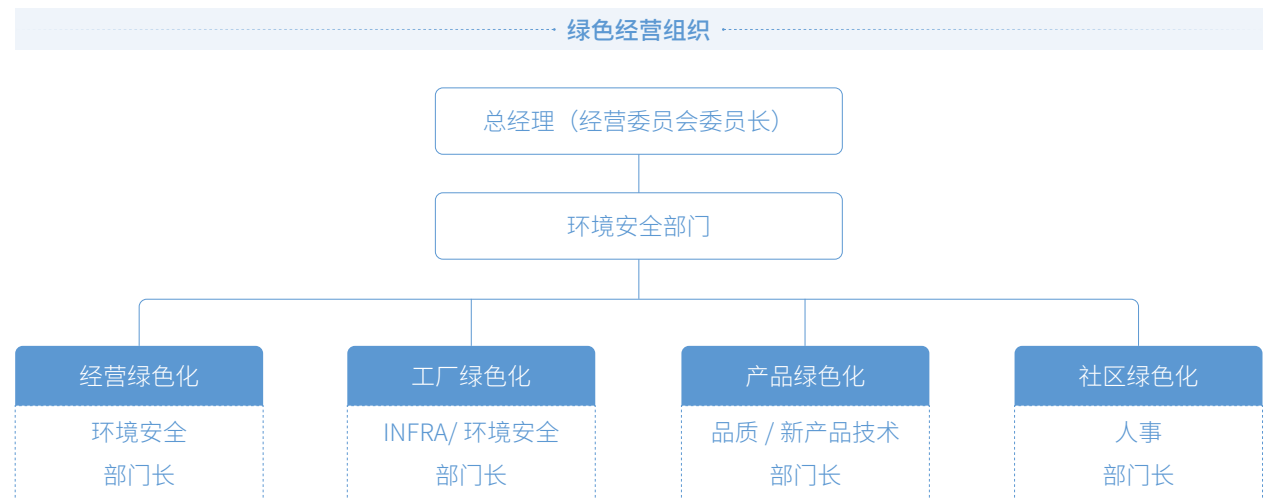 绿色经营组织
总经理（经营委员会委员长）
环境安全部门
经营绿色化
工厂绿色化
产品绿色化
社区绿色化
环境安全
部门长
INFRA/ 环境安全
部门长
品质 / 新产品技术
部门长
人事
部门长